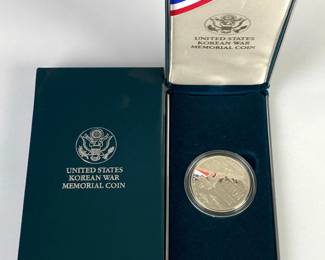 UNITED STATES
KOREAN WAR
MEMORIAL COIN
UNITED STATES
KOREAN WAR
MEMORIAL COIN